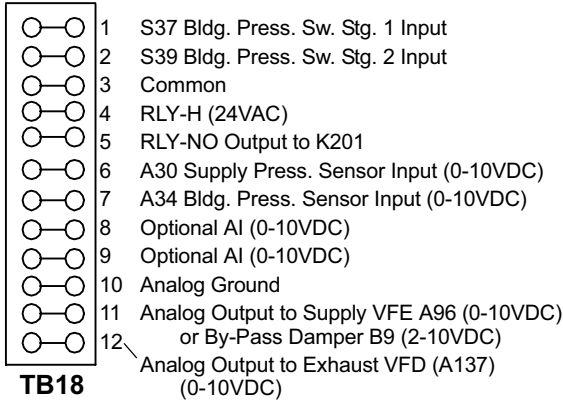 1 S37 Bldg. Press. Sw. Stg. 1 Input
2 S39 Bldg. Press. Sw. Stg. 2 Input
3 Common
4 RLY-H (24VAC)
5 RLY-NO Output to K201
6 A30 Supply Press. Sensor Input (0-10VDC)
7 A34 Bldg. Press. Sensor Input (0-10VDC)
8 Optional AI (0-10VDC)
9 Optional AI (0-10VDC)
10 Analog Ground
11 Analog Output to Supply VFE A96 (0-10VDC)
or By-Pass Damper B9 (2-10VDC)
12 Analog Output to Exhaust VFD (A137)
(0-10VDC)
TB18